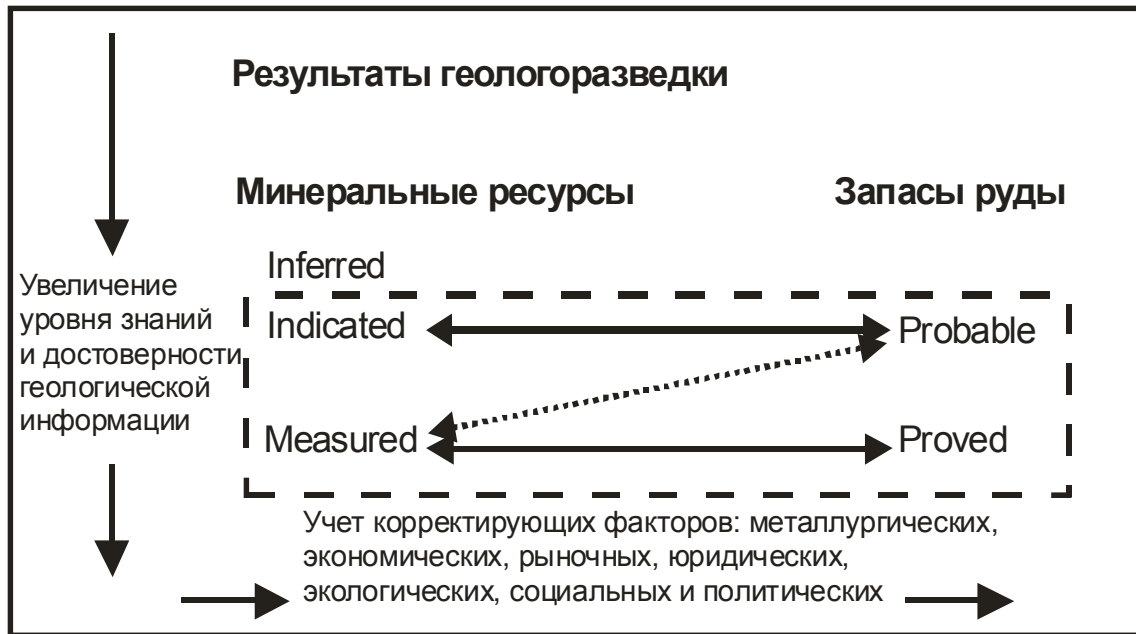 Результаты геологоразведки
Минеральные ресурсы
Запасы руды
Inferred
Indicated
Probable
Measured
Proved
Увеличение
уровня знаний
и достоверности
геологической
информации
Учет корректирующих факторов: металлургических,
экономических, рыночных, юридических,
экологических, социальных и политических